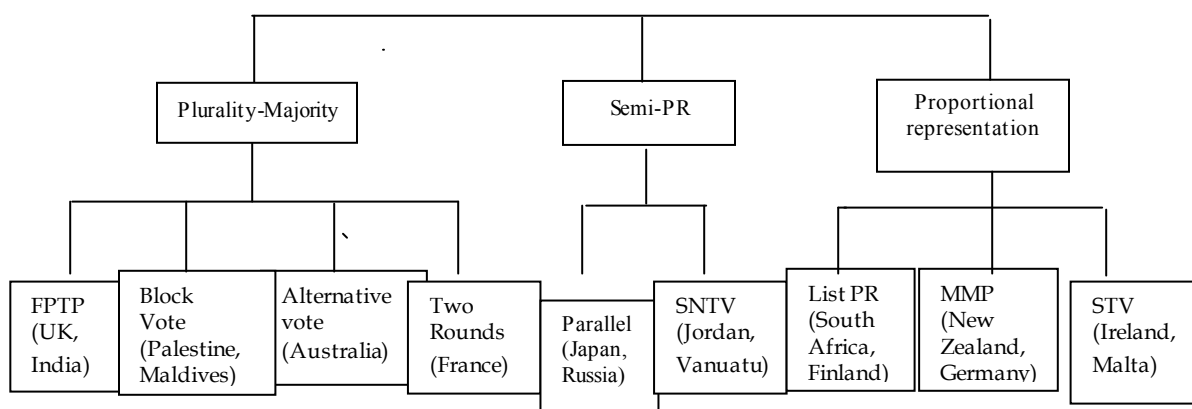 Plurality-Majority
Semi-PR
Proportional
representation
FPTP
(UK,
India)
Block
Vote
(Palestine,
Maldives)
Alternative
vote
(Australia)
Two
Rounds
(France)
Parallel
(Japan,
Russia)
SNTV
(Jordan,
Vanuatu)
List PR
(South
Africa,
Finland)
MMP
(New
Zealand,
Germany)
STV
(Ireland,
Malta)